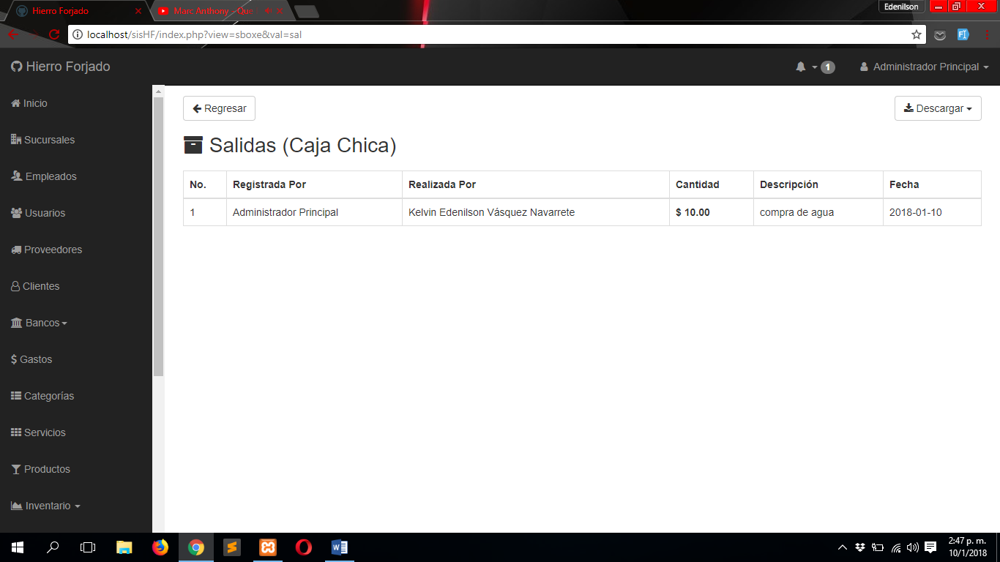 Hierro Forjado
Marc Anthony - Que
Edenilson
localhost/sisHF/index.php?view=sboxe&val=sal
Hierro Forjado
1
Administrador Principal
Inicio
Sucursales
Empleados
Usuarios
Proveedores
Clientes
Bancos
$ Gastos
Categorías
Servicios
Productos
Inventario
Regresar
Descargar
Salidas (Caja Chica)
No. Registrada Por Realizada Por Cantidad Descripción Fecha
1 Administrador Principal Kelvin Edenilson Vásquez Navarrete $ 10.00 compra de agua 2018-01-10
2:47 p. m.
10/1/2018